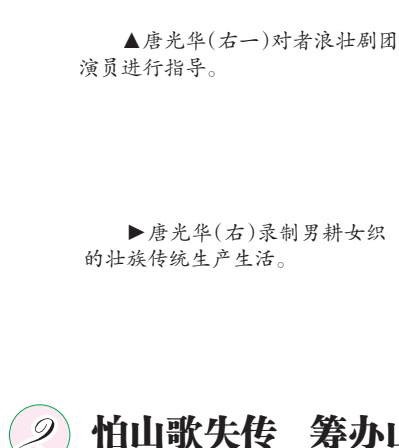 ▲唐光华(右一)对者浪壮剧团
演员进行指导。
▶唐光华(右)录制男耕女织
的壮族传统生产生活。
2 怕山歌失传 筹办